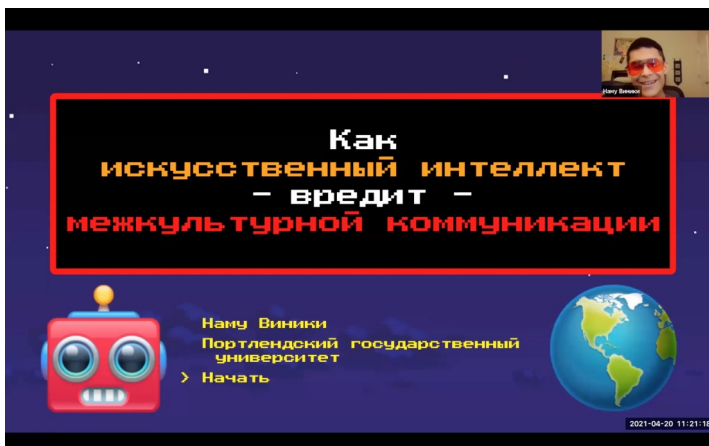 Наму Виники
Как
искусственный интеллект
– вредит –
межкультурной коммуникации
Наму Виники
Портлендский государственный
университет
> Начать
2021-04-20 11:21:18